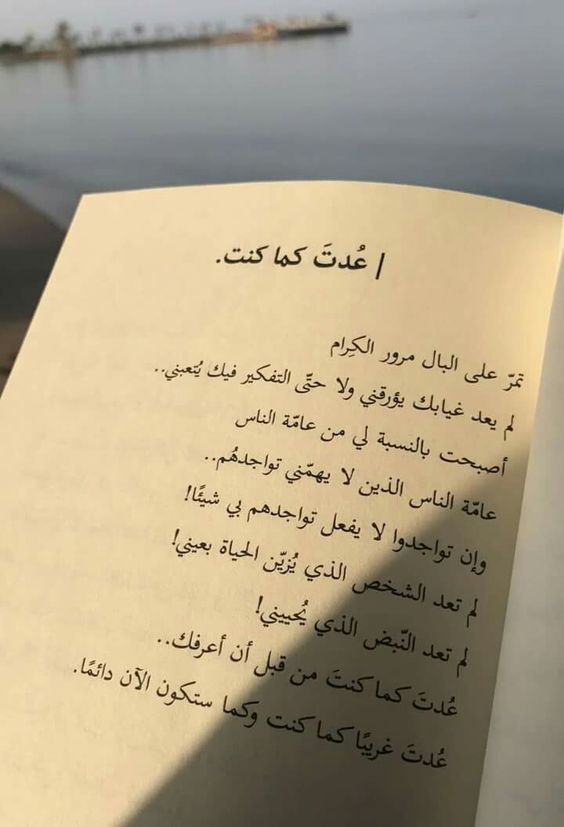 | عُدتَ كما كنت.
تمرّ على البال مرور الكِرام
لم يعد غيابك يؤرقني ولا حتّى التفكير فيك يُتعبني..
أصبحت بالنسبة لي من عامّة الناس
عامّة الناس الذين لا يهمّني تواجدهُم..
وإن تواجدوا لا يفعل تواجدهم بي شيئًا!
لم تعد الشخص الذي يُزيّن الحياة بعيني!
لم تعد النّبض الذي يُحييني!
عُدتَ كما كنتَ من قبل أن أعرفك..
عُدتَ غريبًا كما كنت وكما ستكون الآن دائمًا.